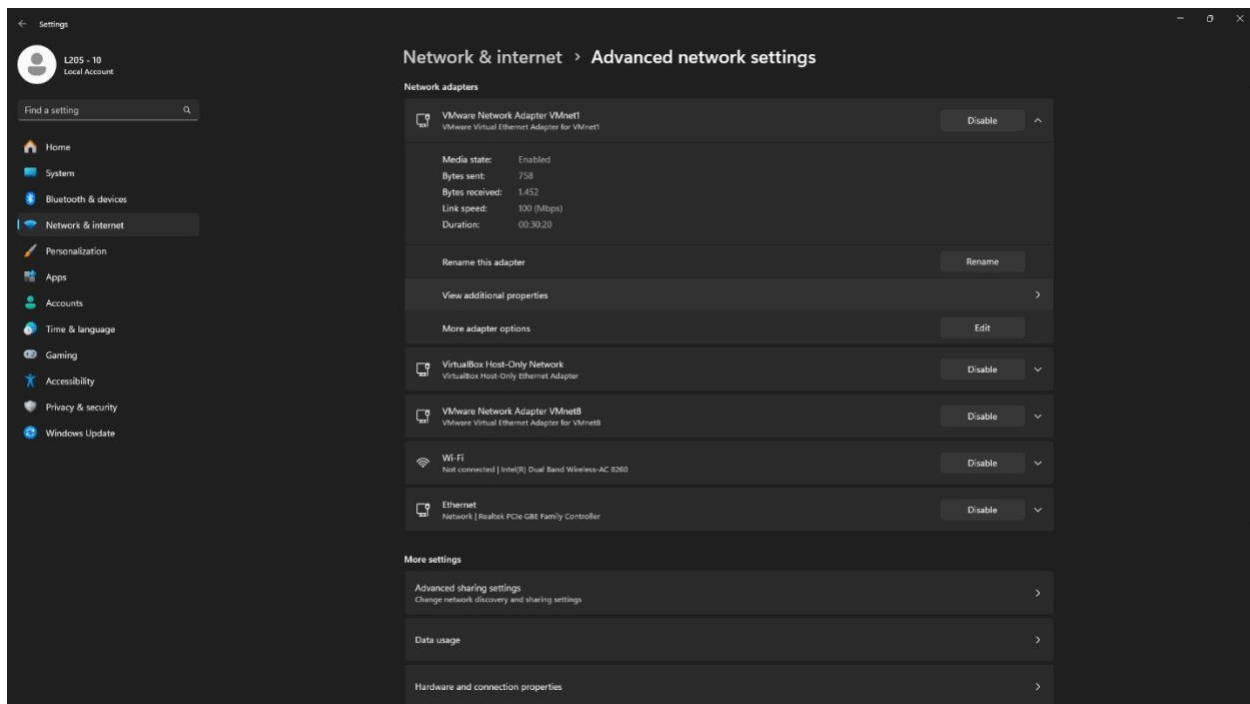 Settings
L205 - 10
Local Account
Find a setting
Home
System
Bluetooth & devices
Network & internet
Personalization
Apps
Accounts
Time & language
Gaming
Accessibility
Privacy & security
Windows Update
Network & internet > Advanced network settings
Network adapters
VMware Network Adapter VMnet1
VMware Virtual Ethernet Adapter for VMnet1
Disable
Media state: Enabled
Bytes sent: 758
Bytes received: 1.452
Link speed: 100 (Mbps)
Duration: 00:30:20
Rename this adapter
Rename
View additional properties
More adapter options
Edit
VirtualBox Host-Only Network
VirtualBox Host-Only Ethernet Adapter
Disable
VMware Network Adapter VMnet8
VMware Virtual Ethernet Adapter for VMnet8
Disable
Wi-Fi
Not connected | Intel(R) Dual Band Wireless-AC 8260
Disable
Ethernet
Network | Realtek PCIe GBE Family Controller
Disable
More settings
Advanced sharing settings
Change network discovery and sharing settings
Data usage
Hardware and connection properties